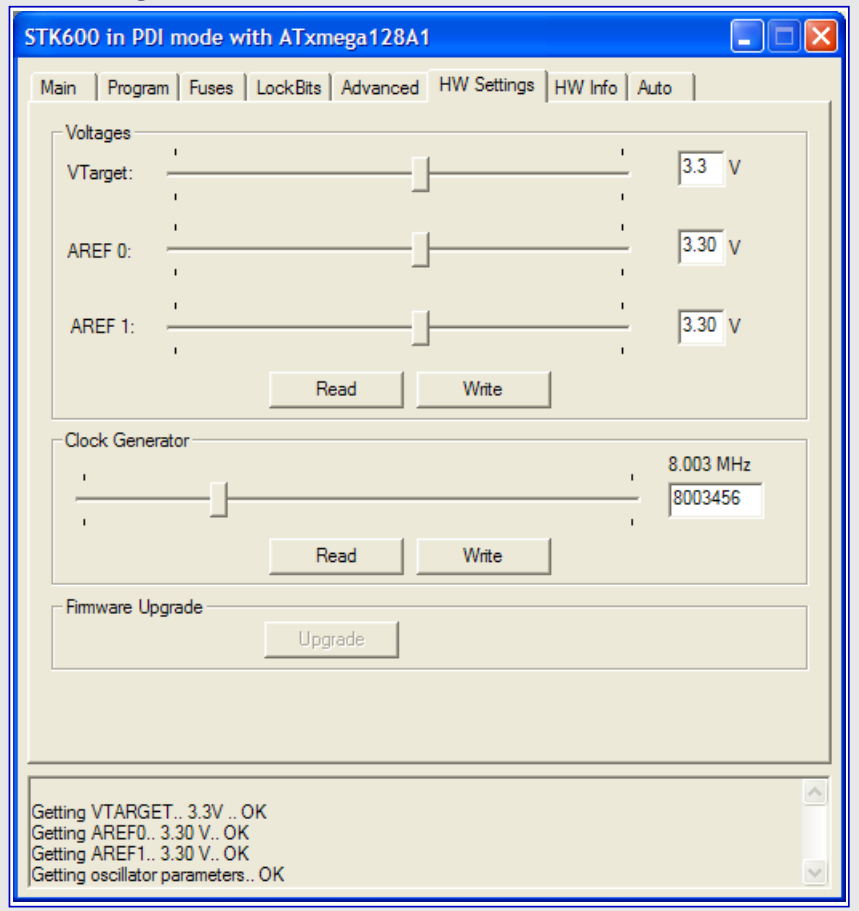 STK600 in PDI mode with ATxmega128A1
Main Program Fuses LockBits Advanced HW Settings HW Info Auto
Voltages
VTarget: 3.3 V
AREF 0: 3.30 V
AREF 1: 3.30 V
Read Write
Clock Generator
8.003 MHz
8003456
Read Write
Firmware Upgrade
Upgrade
Getting VTARGET.. 3.3V .. OK
Getting AREF0.. 3.30 V.. OK
Getting AREF1.. 3.30 V.. OK
Getting oscillator parameters.. OK